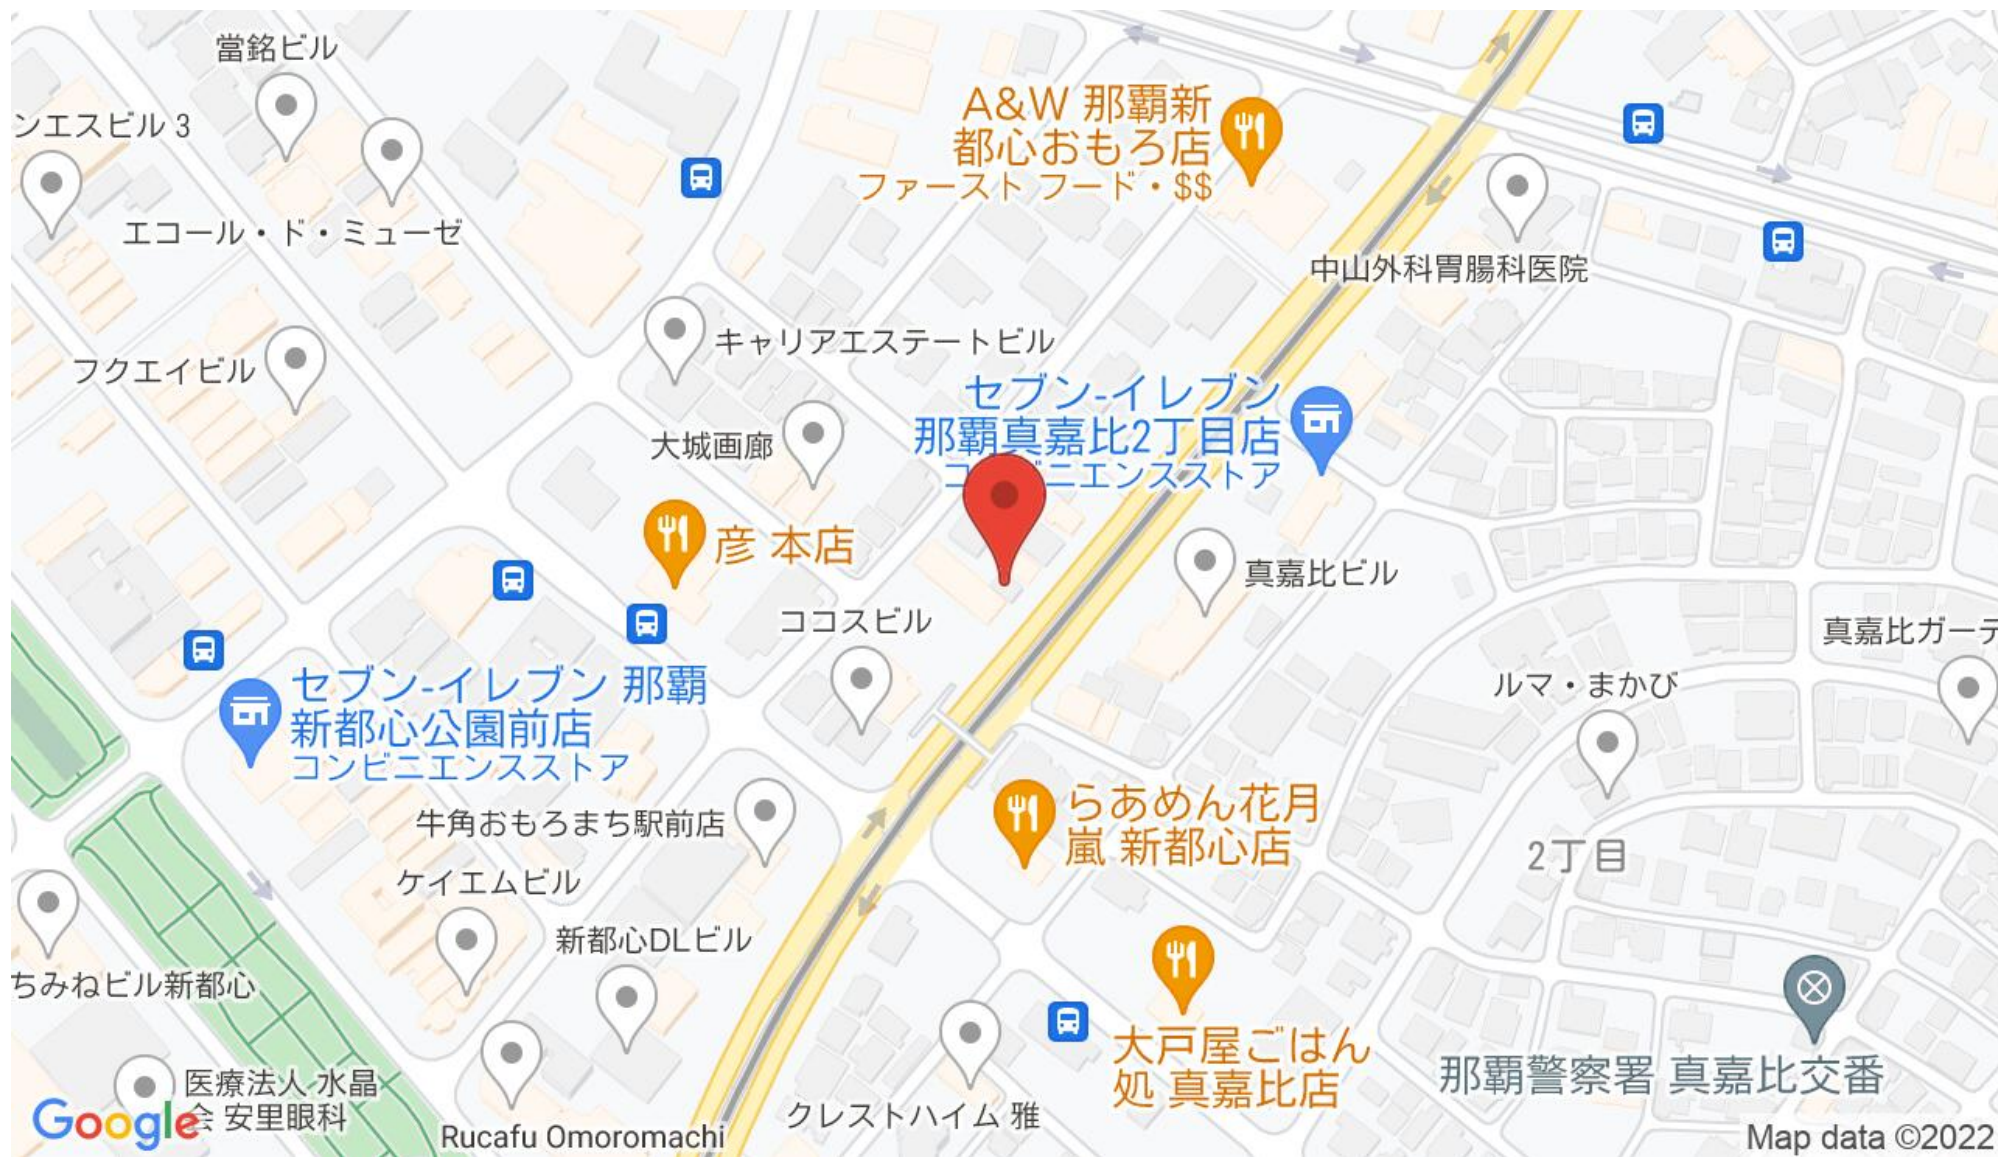 當銘ビル
ンエスビル 3
エコール・ド・ミューゼ
A&W 那覇新
都心おもろ店
ファースト フード・$$
中山外科胃腸科医院
キャリアエステートビル
フクエイビル
セブン-イレブン
那覇真嘉比2丁目店
コンビニエンスストア
大城画廊
彦 本店
真嘉比ビル
ココスビル
真嘉比ガーデ
セブン-イレブン 那覇
新都心公園前店
コンビニエンスストア
ルマ・まかび
牛角おもろまち駅前店
らあめん花月
嵐 新都心店
2丁目
ケイエムビル
新都心DLビル
ちみねビル新都心
大戸屋ごはん
処 真嘉比店
那覇警察署 真嘉比交番
医療法人 水晶
会 安里眼科
クレストハイム 雅
Rucafu Omoromachi
Google
Map data ©2022